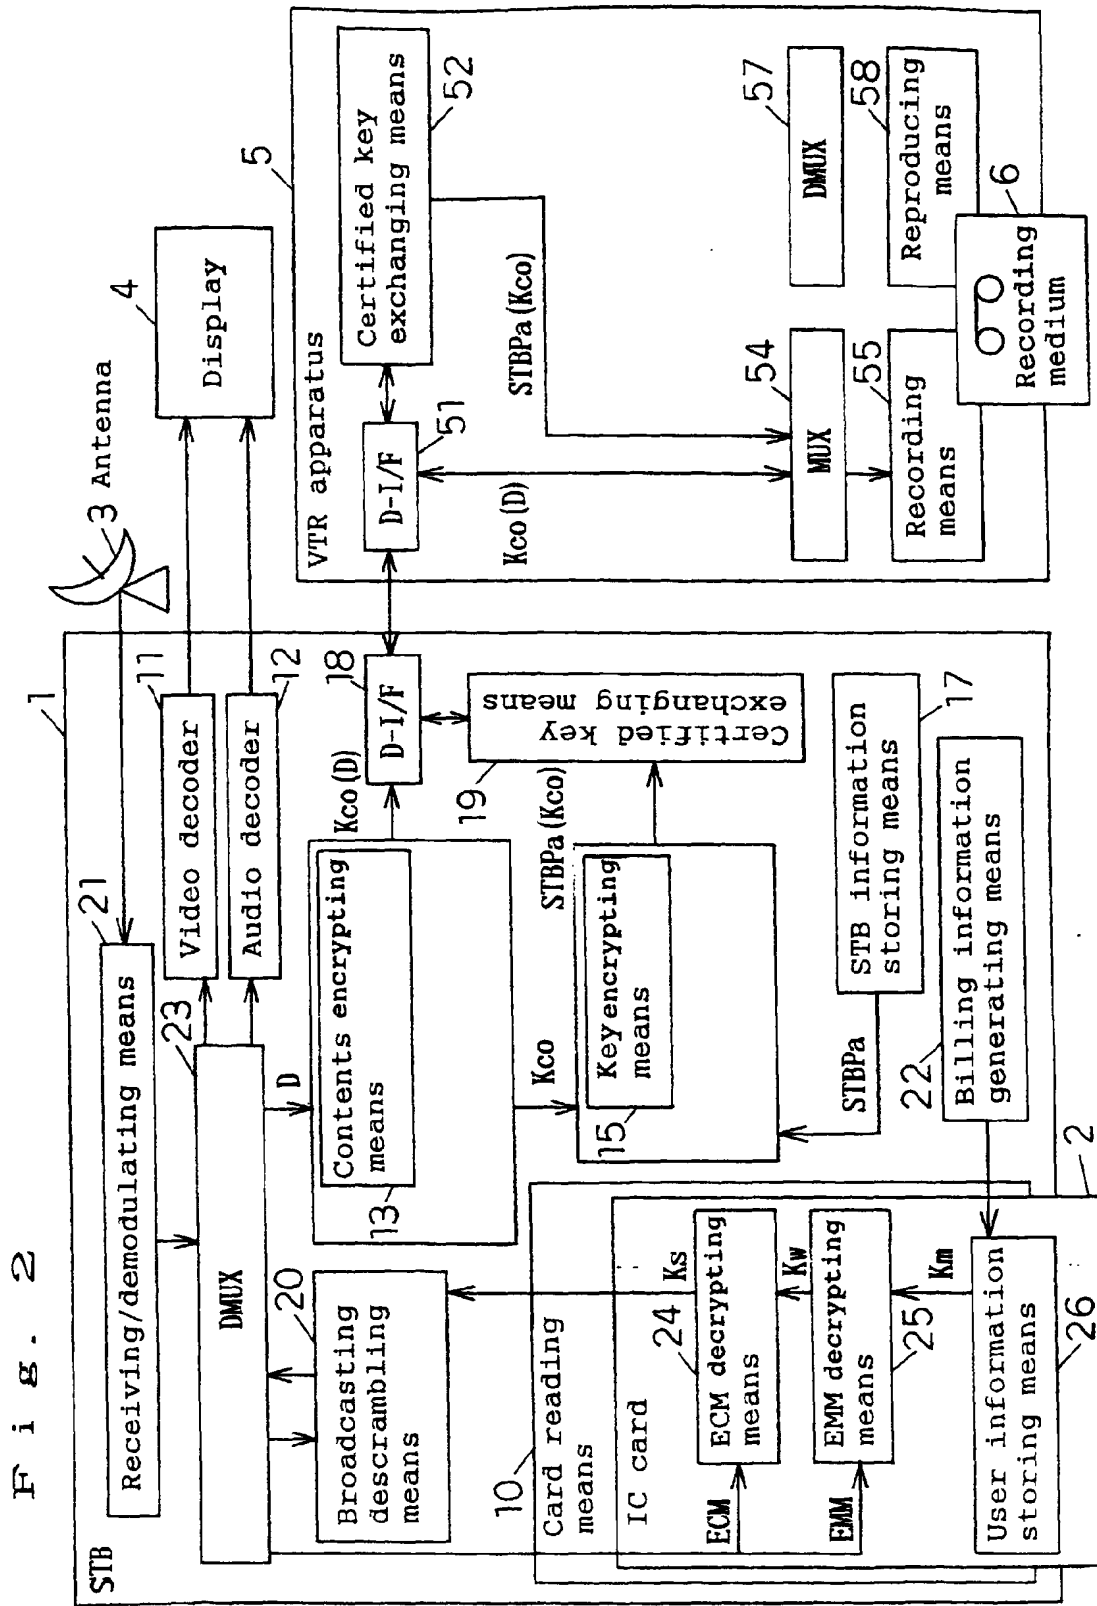 Fig. 2
STB
1
Receiving/demodulating means
21
3 Antenna
DMUX
23
Video decoder
11
Audio decoder
12
4
Display
Broadcasting
descrambling
means
20
D
Contents encrypting
means
13
Kco(D)
D-I/F
18
Kco
Key encrypting
means
15
STBPa(Kco)
Certified key
exchanging means
19
STB information
storing means
17
STBPa
Billing information
generating means
22
10
Card reading
means
IC card
2
ECM
ECM decrypting
means
24
Ks
EMM
EMM decrypting
means
25
Kw
Km
User information
storing means
26
5
VTR apparatus
D-I/F
51
Certified key
exchanging means
52
Kco(D)
STBPa(Kco)
MUX
54
DMUX
57
Recording
means
55
Reproducing
means
58
Recording
medium
6